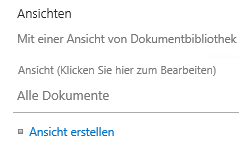 Ansichten
Mit einer Ansicht von Dokumentbibliothek
Ansicht (Klicken Sie hier zum Bearbeiten)
Alle Dokumente
Ansicht erstellen